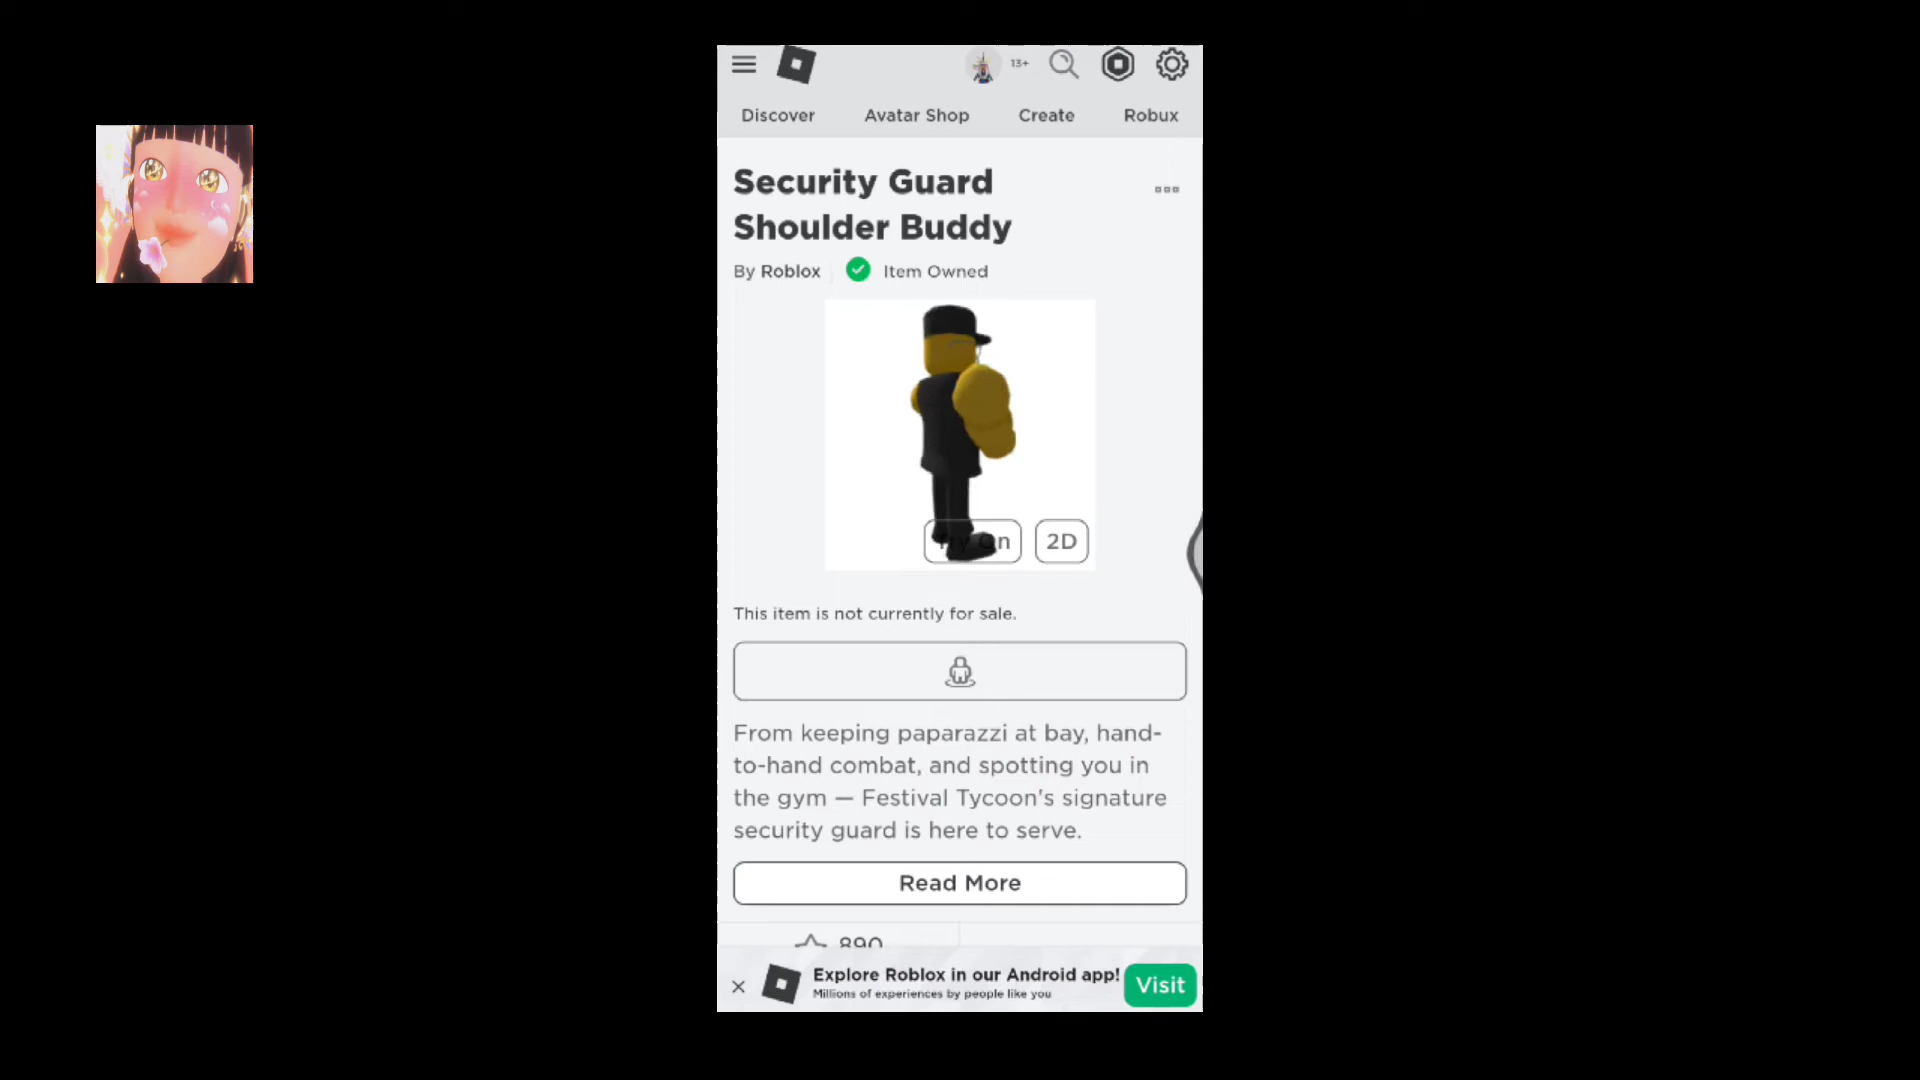 13+
Discover Avatar Shop Create Robux
Security Guard
Shoulder Buddy
By Roblox Item Owned
Try On 2D
This item is not currently for sale.
From keeping paparazzi at bay, hand-
to-hand combat, and spotting you in
the gym — Festival Tycoon's signature
security guard is here to serve.
Read More
890
Explore Roblox in our Android app!
Millions of experiences by people like you
Visit